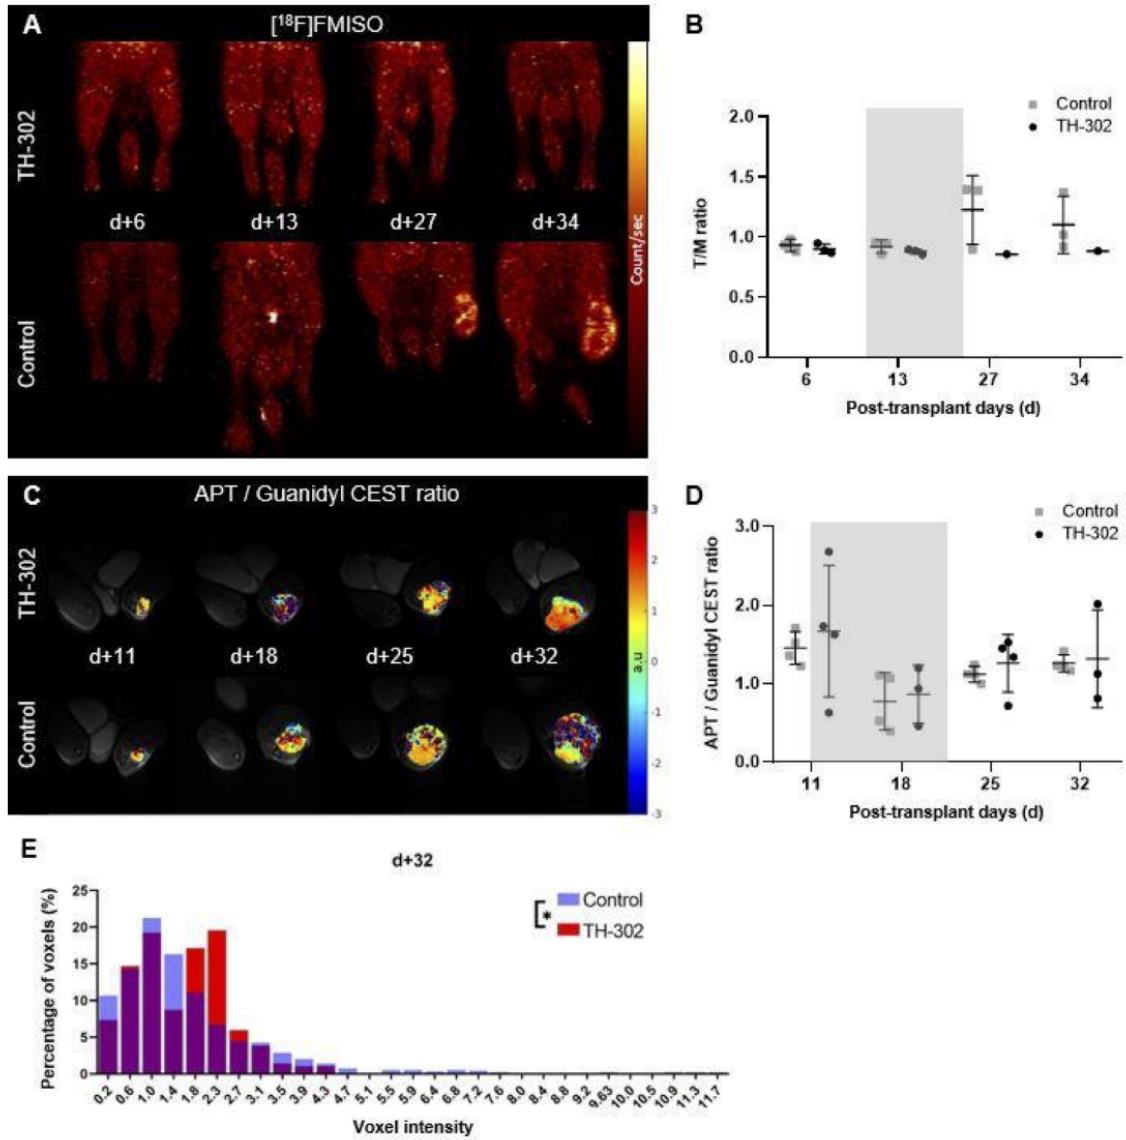 A
[¹⁸F]FMISO
TH-302
d+6 d+13 d+27 d+34
Control
Count/sec
B
Control
TH-302
2.0
1.5
1.0
0.5
0.0
T/M ratio
6 13 27 34
Post-transplant days (d)
C
APT / Guanidyl CEST ratio
TH-302
d+11 d+18 d+25 d+32
Control
3
2
1
0
-1
-2
-3
a.u
D
Control
TH-302
3.0
2.0
1.0
0.0
APT / Guanidyl CEST ratio
11 18 25 32
Post-transplant days (d)
E
d+32
Control
*
TH-302
25
20
15
10
5
0
Percentage of voxels (%)
0.2 0.6 1.0 1.4 1.8 2.3 2.7 3.1 3.5 3.9 4.3 4.7 5.1 5.5 5.9 6.4 6.8 7.2 7.6 8.0 8.4 8.8 9.2 9.63 10.0 10.5 10.9 11.3 11.7
Voxel intensity